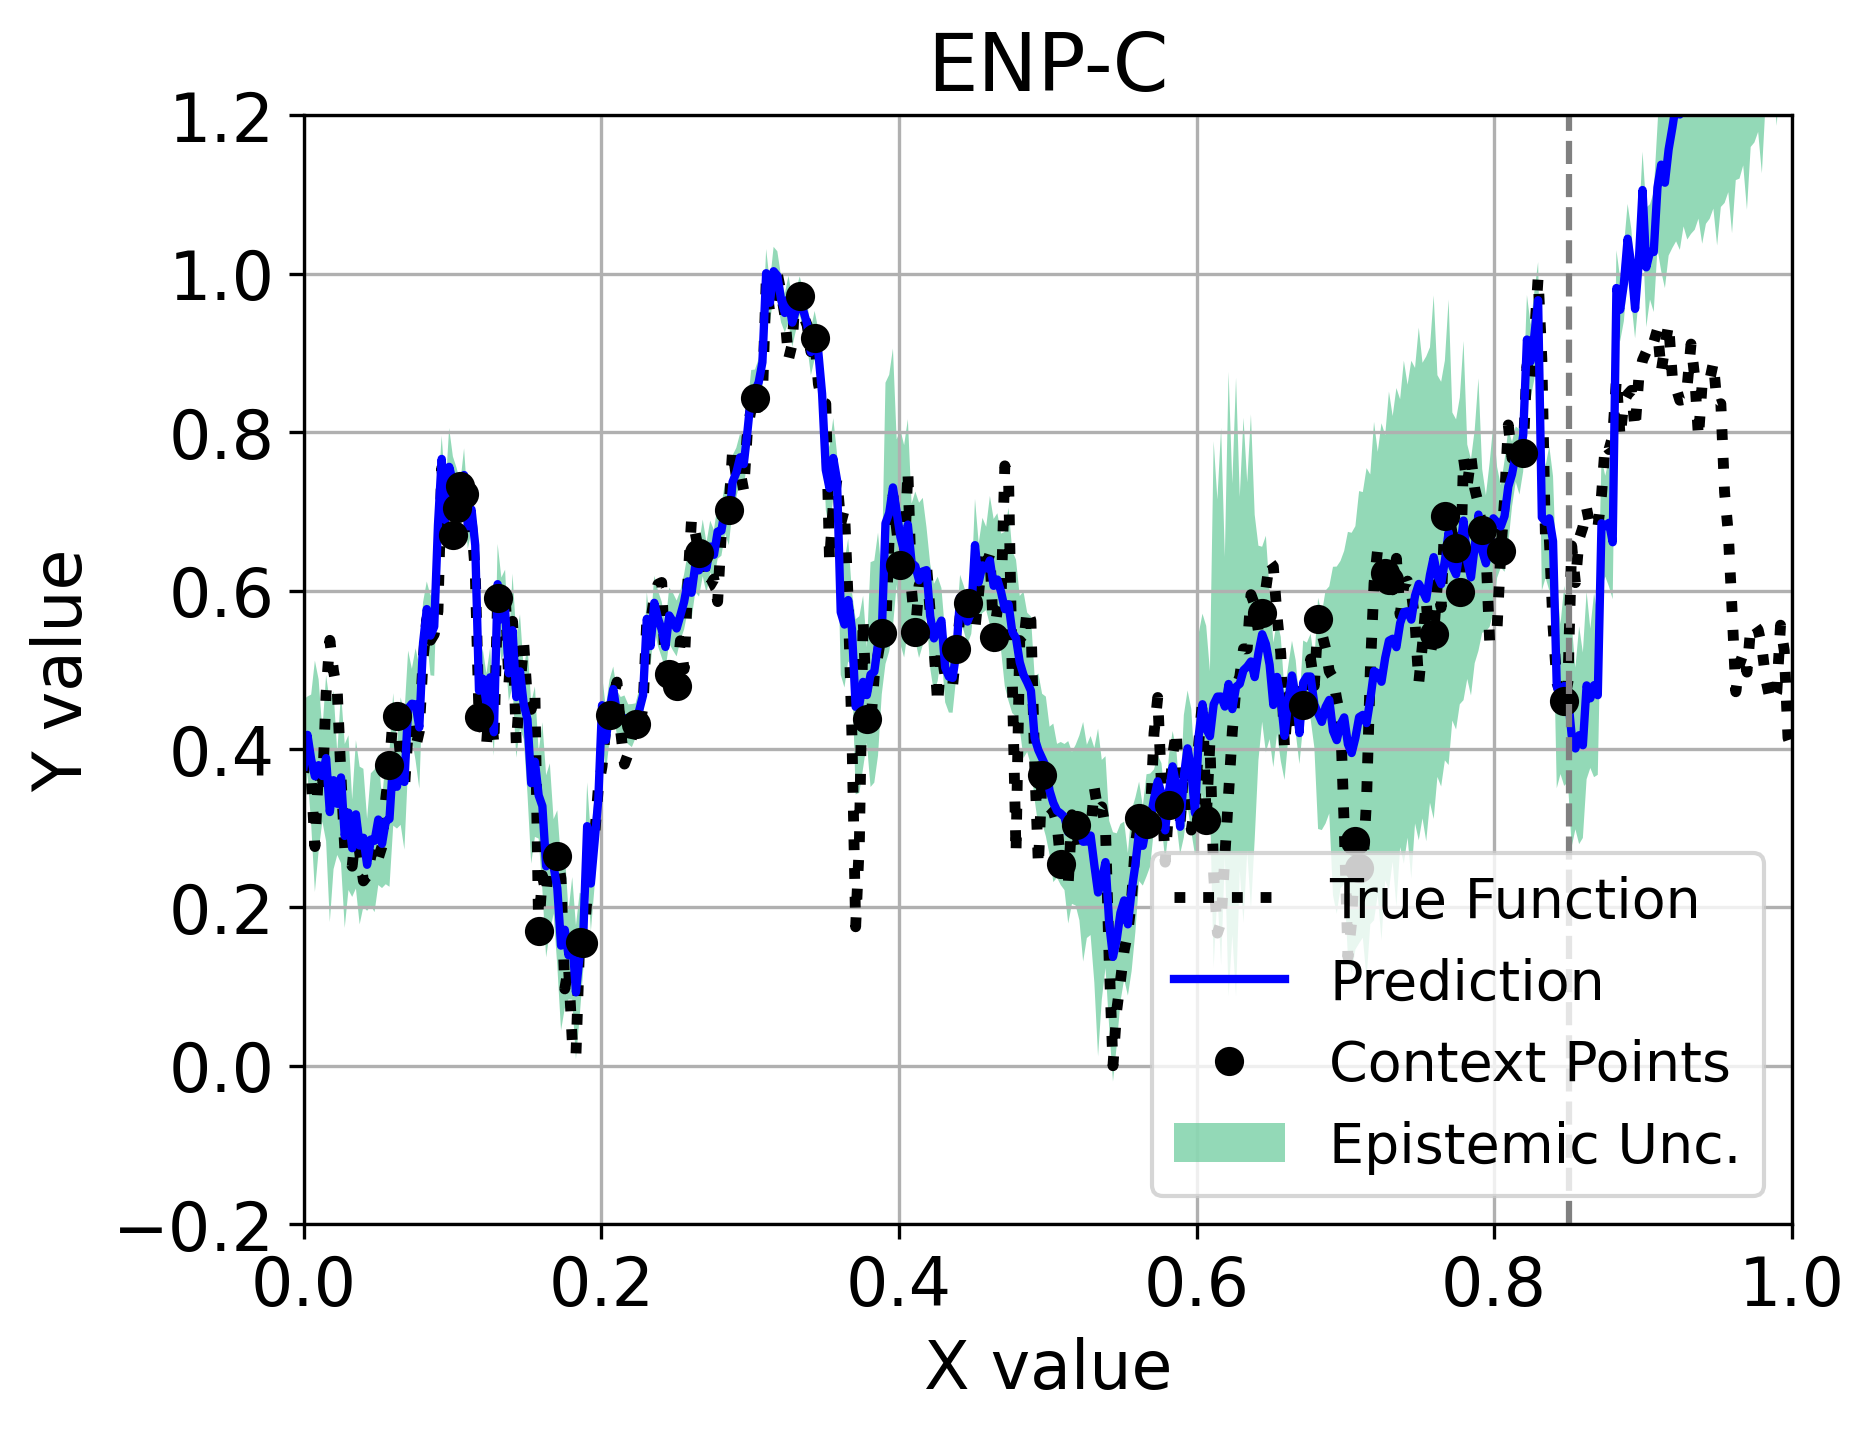 ENP-C
1.2
1.0
0.8
0.6
0.4
0.2
0.0
−0.2
Y value
True Function
Prediction
Context Points
Epistemic Unc.
0.0 0.2 0.4 0.6 0.8 1.0
X value